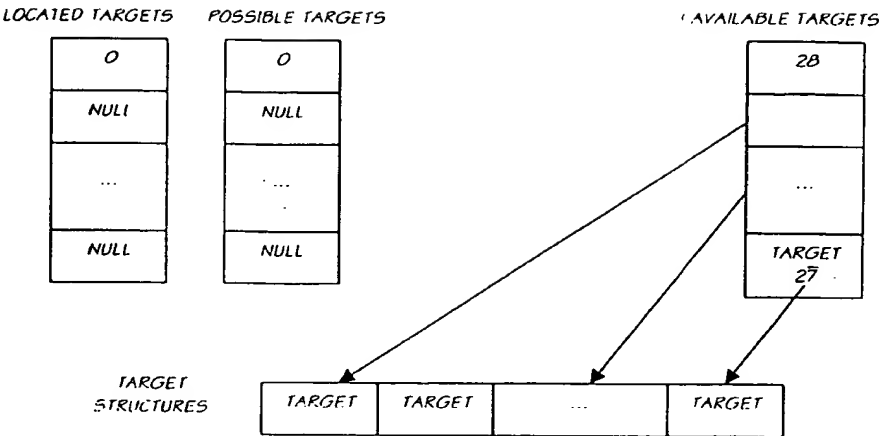 LOCATED TARGETS
POSSIBLE TARGETS
AVAILABLE TARGETS
0
NULL
...
NULL
0
NULL
...
NULL
28
...
TARGET
27
TARGET
STRUCTURES
TARGET
TARGET
...
TARGET